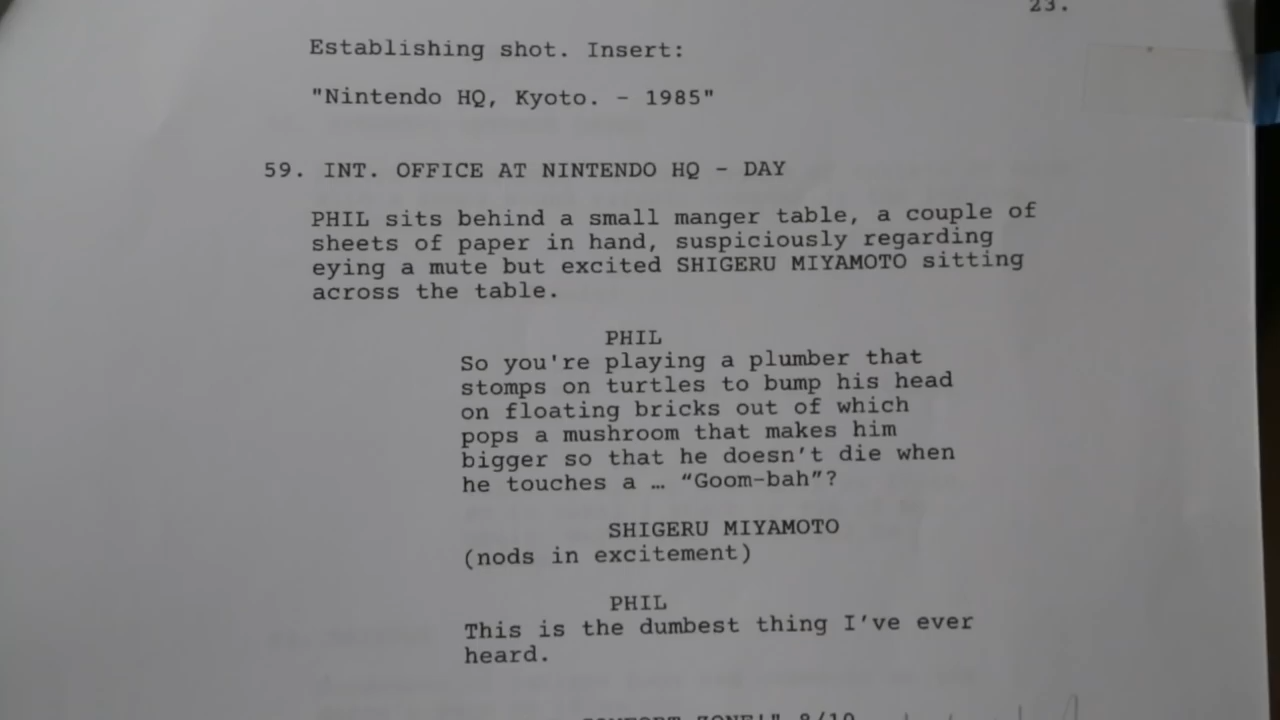 23.
Establishing shot. Insert:
"Nintendo HQ, Kyoto. - 1985"
59. INT. OFFICE AT NINTENDO HQ - DAY
PHIL sits behind a small manger table, a couple of
sheets of paper in hand, suspiciously regarding
eying a mute but excited SHIGERU MIYAMOTO sitting
across the table.
PHIL
So you're playing a plumber that
stomps on turtles to bump his head
on floating bricks out of which
pops a mushroom that makes him
bigger so that he doesn't die when
he touches a … “Goom-bah”?
SHIGERU MIYAMOTO
(nods in excitement)
PHIL
This is the dumbest thing I've ever
heard.
ZONE!" 8/10